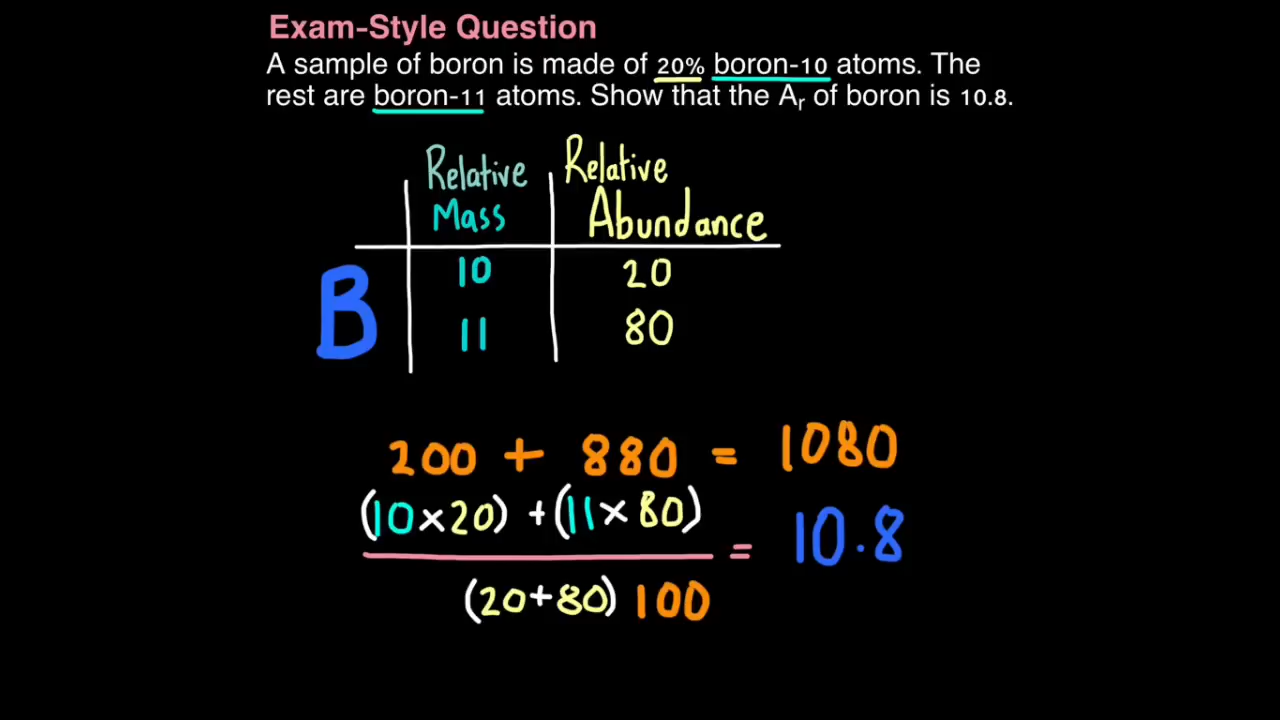 Exam-Style Question
A sample of boron is made of 20% boron-10 atoms. The
rest are boron-11 atoms. Show that the Ar of boron is 10.8.
Relative Relative
Mass Abundance
B
10 20
11 80
200 + 880 = 1080
(10×20) + (11×80) = 10.8
(20+80) 100